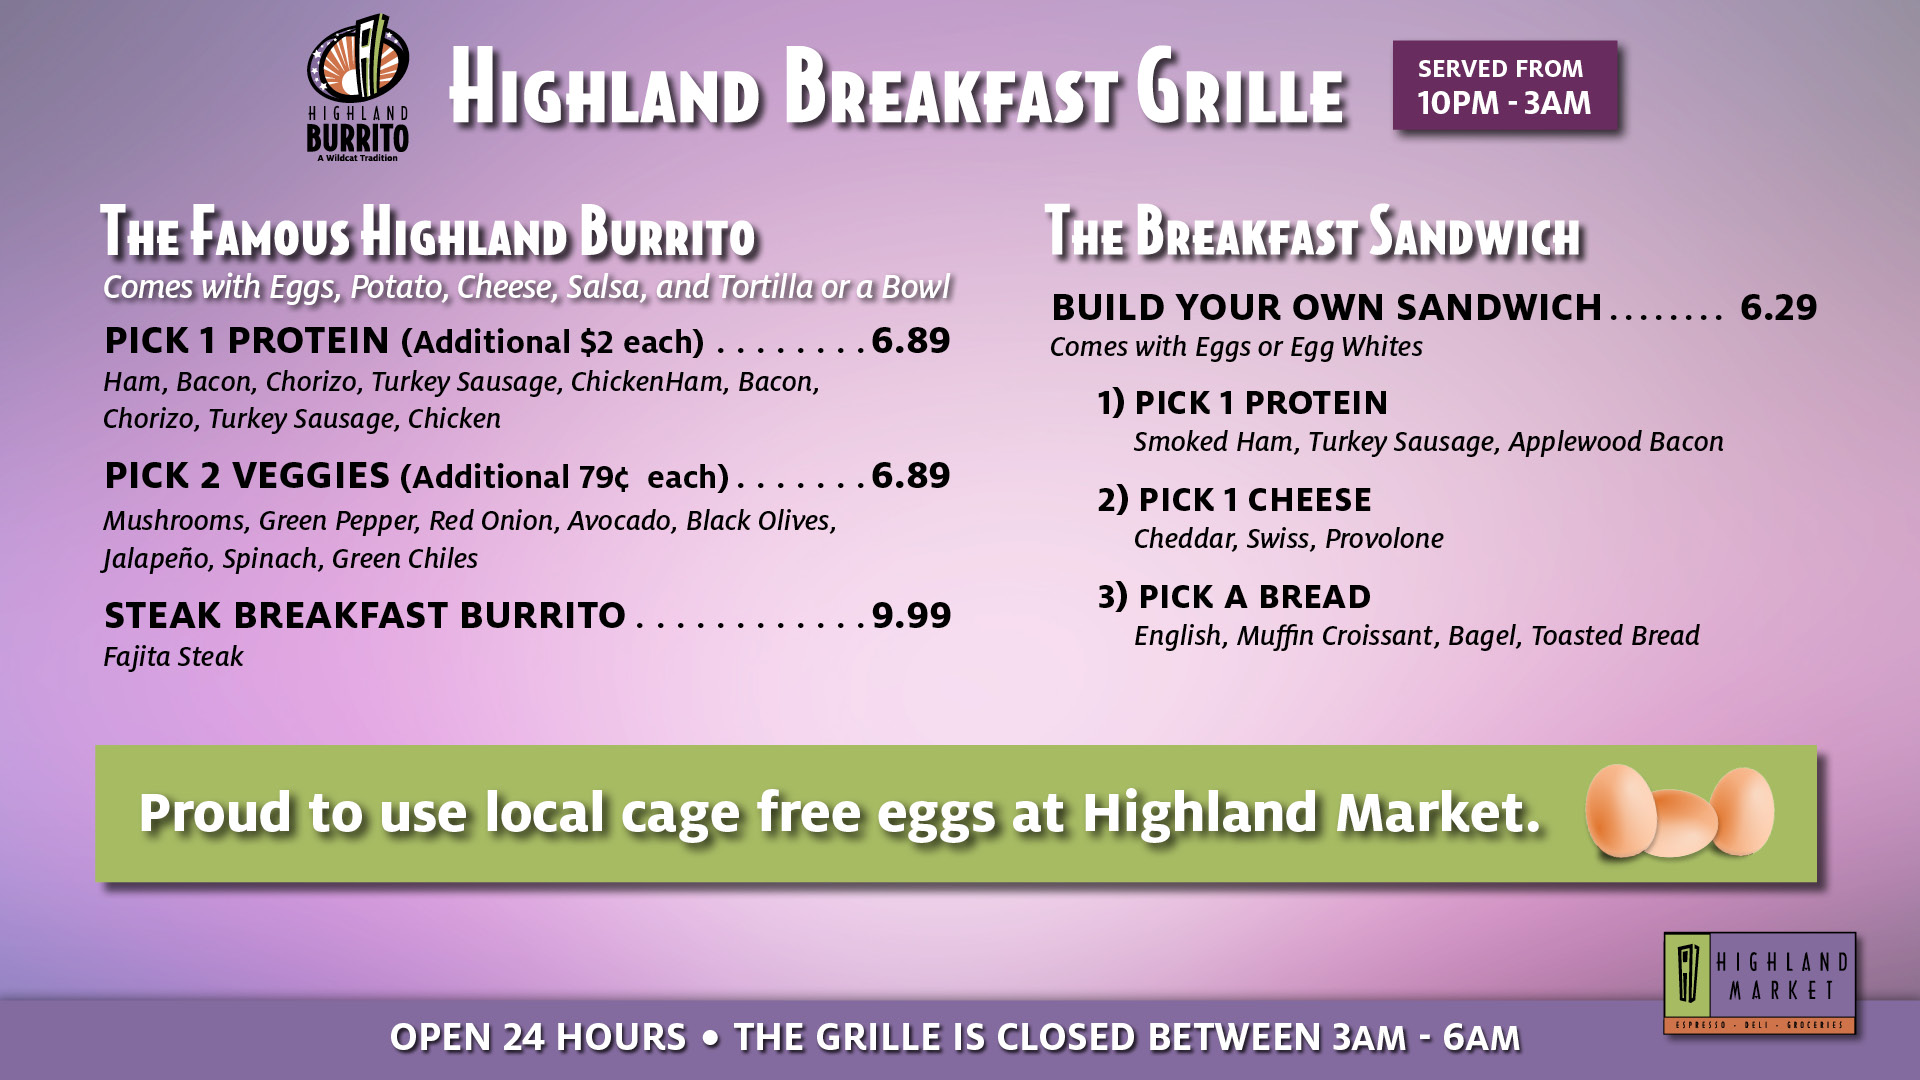 HIGHLAND
BURRITO
A Wildcat Tradition
HIGHLAND BREAKFAST GRILLE
SERVED FROM
10PM - 3AM
THE FAMOUS HIGHLAND BURRITO
Comes with Eggs, Potato, Cheese, Salsa, and Tortilla or a Bowl
PICK 1 PROTEIN (Additional $2 each) . . . . . . . . 6.89
Ham, Bacon, Chorizo, Turkey Sausage, ChickenHam, Bacon,
Chorizo, Turkey Sausage, Chicken
PICK 2 VEGGIES (Additional 79¢ each) . . . . . . . 6.89
Mushrooms, Green Pepper, Red Onion, Avocado, Black Olives,
Jalapeño, Spinach, Green Chiles
STEAK BREAKFAST BURRITO . . . . . . . . . . . . 9.99
Fajita Steak
THE BREAKFAST SANDWICH
BUILD YOUR OWN SANDWICH . . . . . . . . 6.29
Comes with Eggs or Egg Whites
1) PICK 1 PROTEIN
Smoked Ham, Turkey Sausage, Applewood Bacon
2) PICK 1 CHEESE
Cheddar, Swiss, Provolone
3) PICK A BREAD
English, Muffin Croissant, Bagel, Toasted Bread
Proud to use local cage free eggs at Highland Market.
HIGHLAND
MARKET
ESPRESSO - DELI - GROCERIES
OPEN 24 HOURS • THE GRILLE IS CLOSED BETWEEN 3AM - 6AM